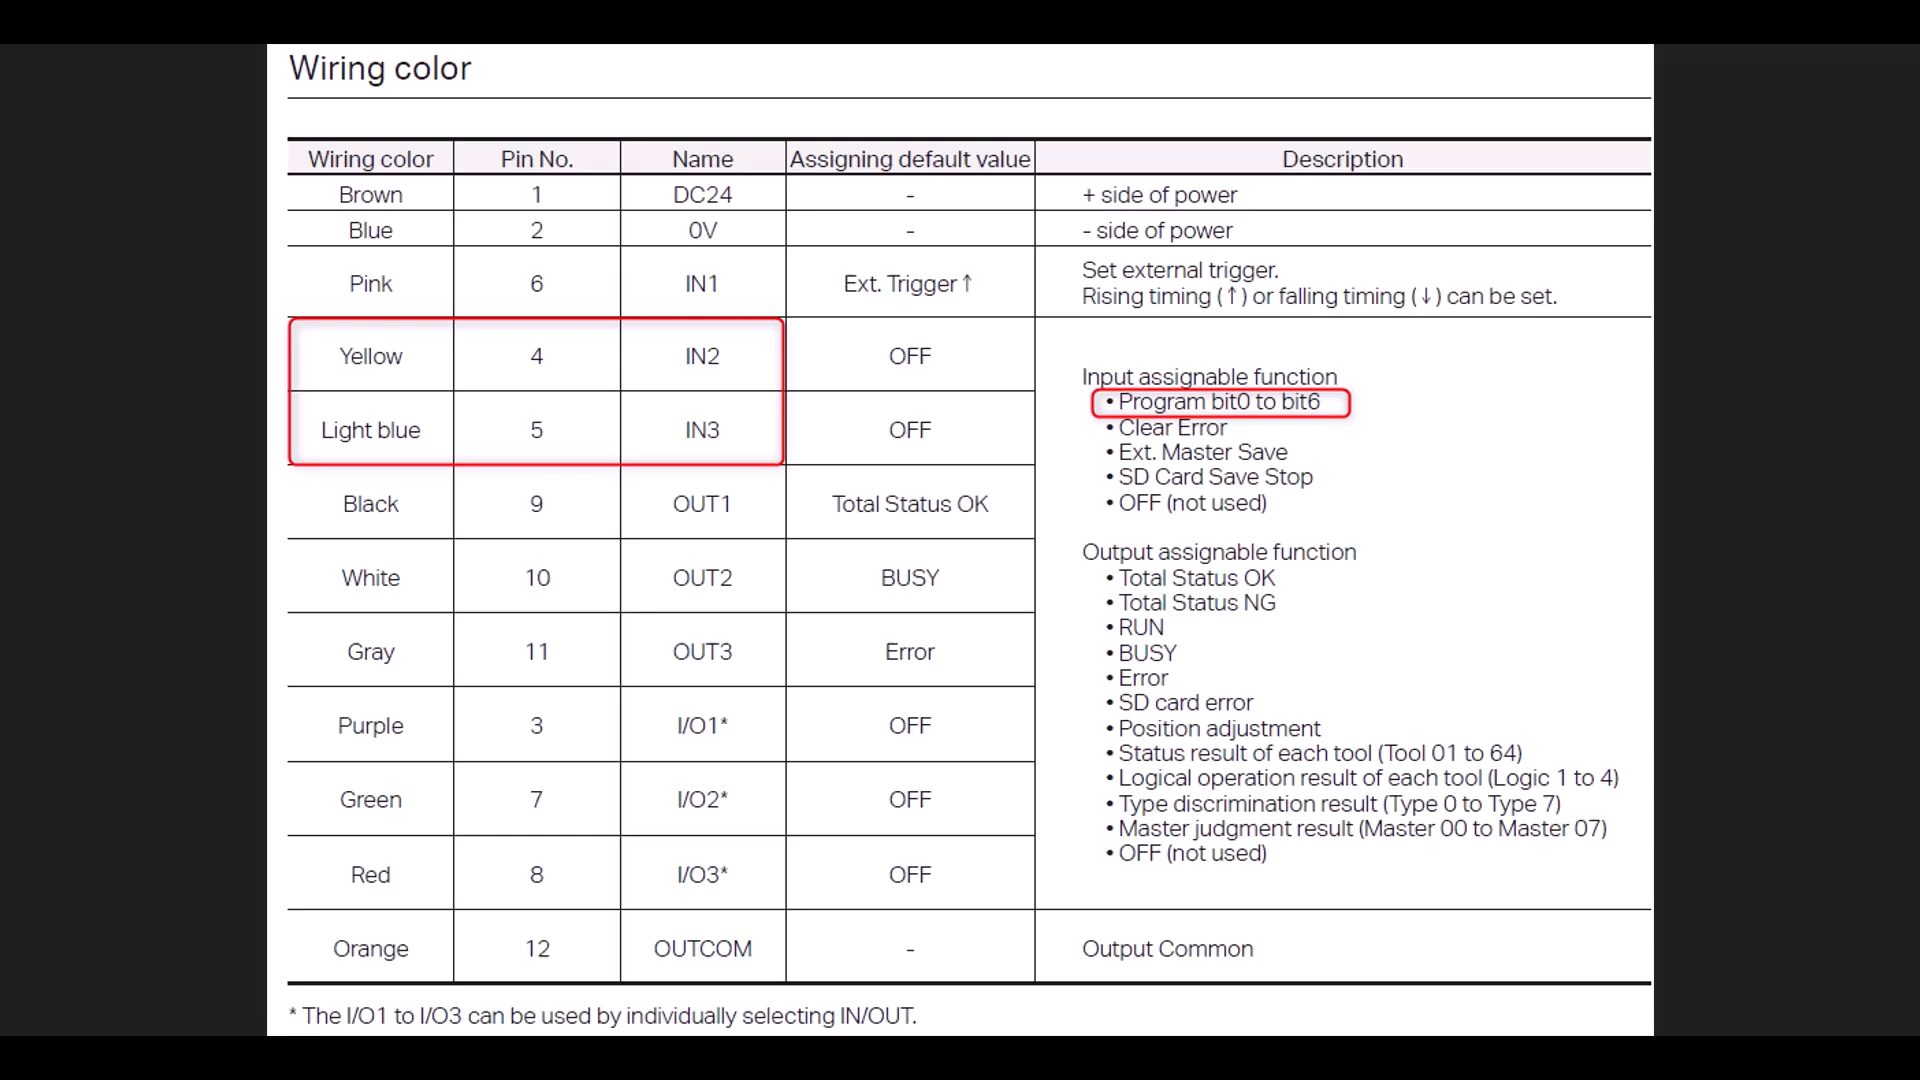 Wiring color
Wiring color Pin No. Name Assigning default value Description
Brown 1 DC24 - + side of power
Blue 2 0V - - side of power
Pink 6 IN1 Ext. Trigger↑ Set external trigger.
Rising timing (↑) or falling timing (↓) can be set.
Yellow 4 IN2 OFF
Light blue 5 IN3 OFF
Black 9 OUT1 Total Status OK
White 10 OUT2 BUSY
Gray 11 OUT3 Error
Purple 3 I/O1* OFF
Green 7 I/O2* OFF
Red 8 I/O3* OFF
Input assignable function
• Program bit0 to bit6
• Clear Error
• Ext. Master Save
• SD Card Save Stop
• OFF (not used)
Output assignable function
• Total Status OK
• Total Status NG
• RUN
• BUSY
• Error
• SD card error
• Position adjustment
• Status result of each tool (Tool 01 to 64)
• Logical operation result of each tool (Logic 1 to 4)
• Type discrimination result (Type 0 to Type 7)
• Master judgment result (Master 00 to Master 07)
• OFF (not used)
Orange 12 OUTCOM - Output Common
* The I/O1 to I/O3 can be used by individually selecting IN/OUT.